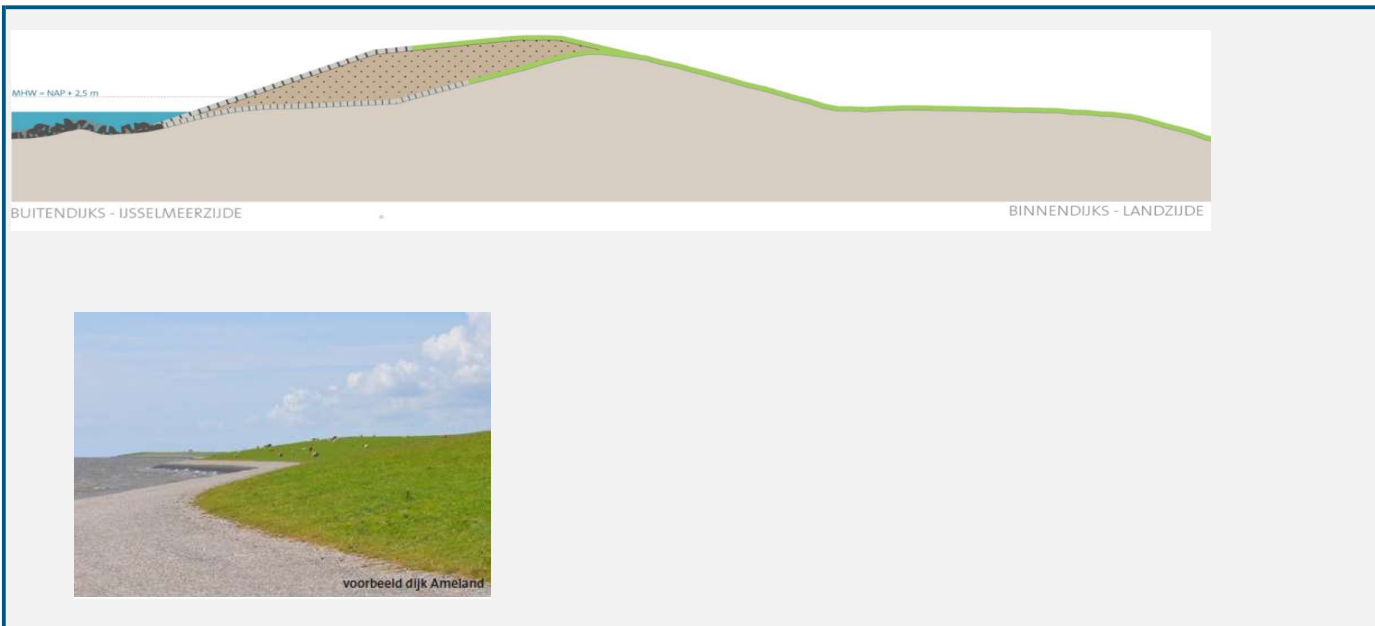 MHW = NAP + 2,5 m
BUITENDIJKS - IJSSELMEERZIJDE
BINNENDIJKS - LANDZIJDE
voorbeeld dijk Ameland